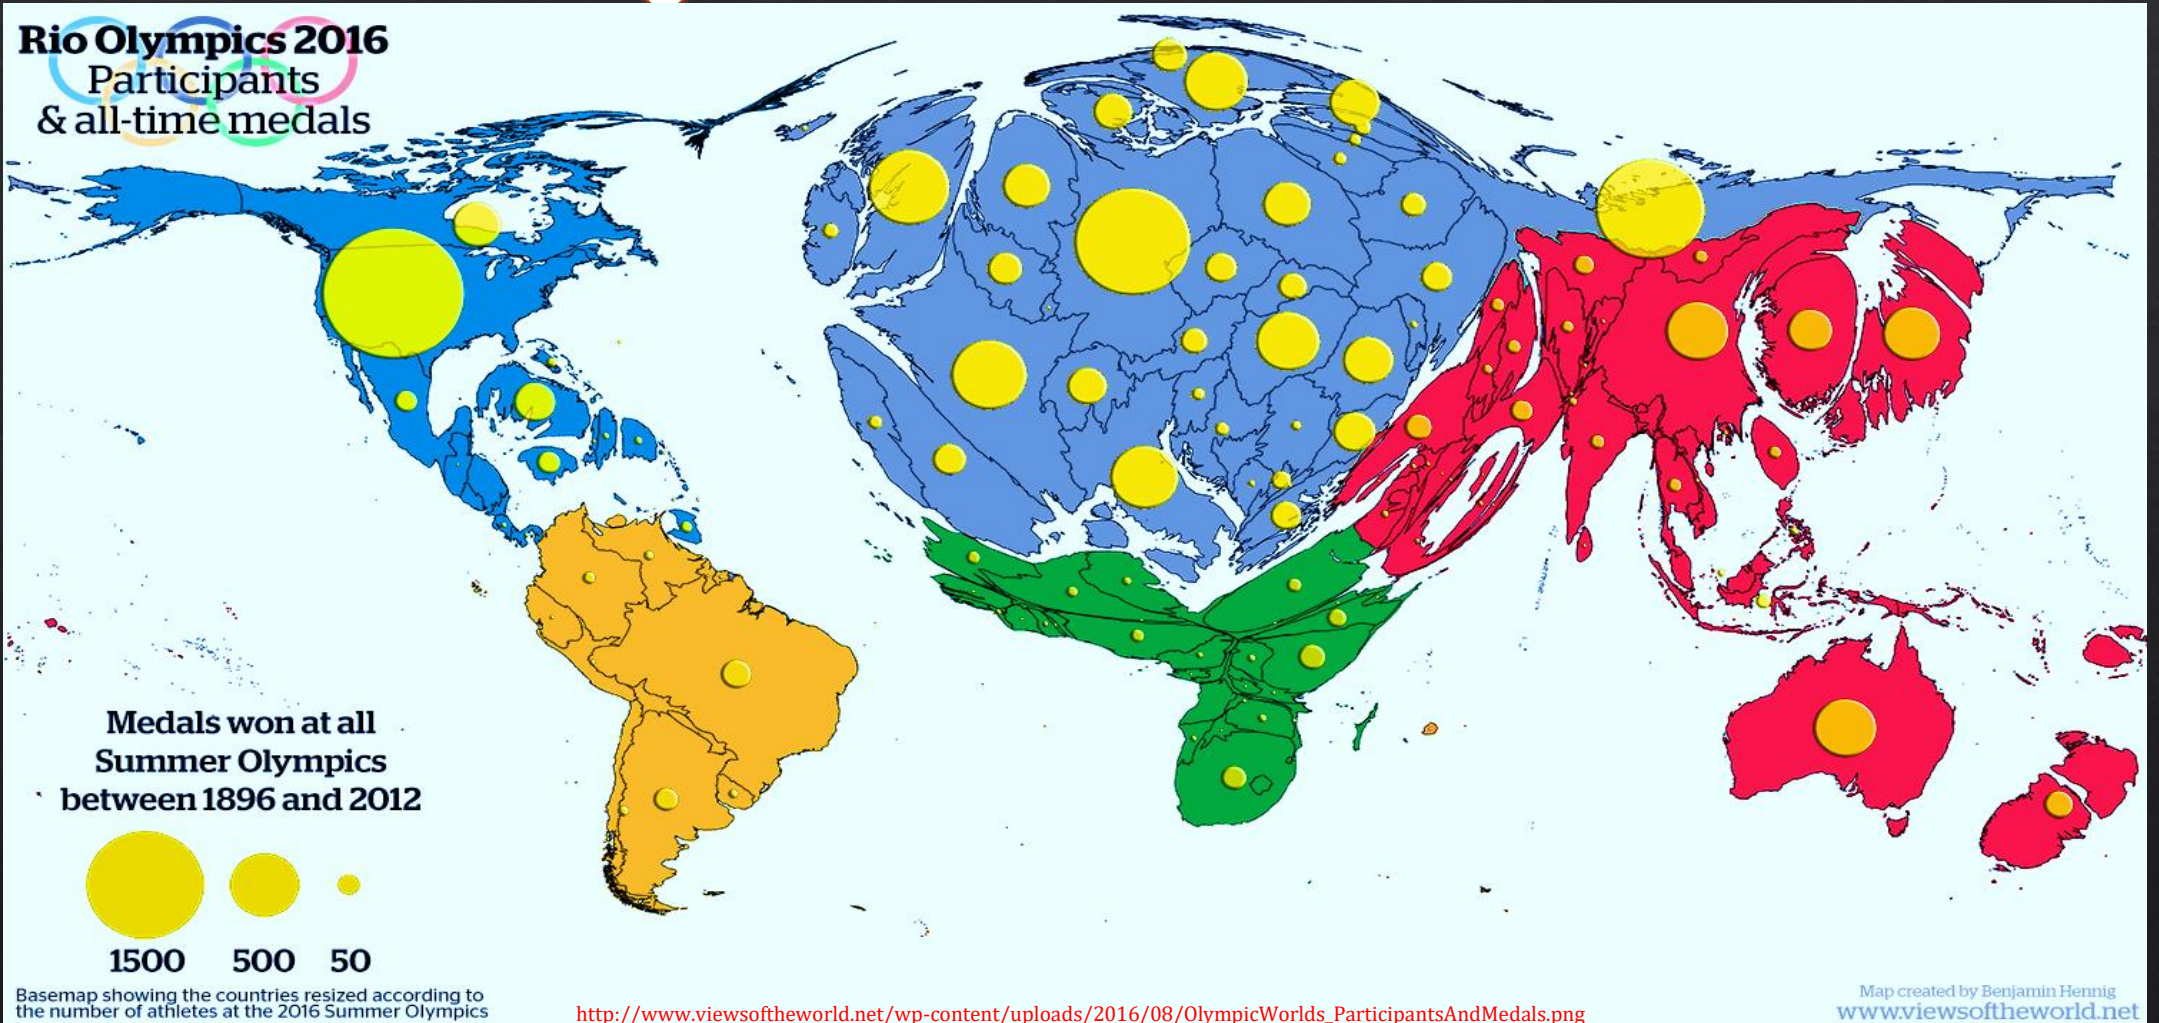 Rio Olympics 2016
Participants
& all-time medals
Medals won at all
Summer Olympics
between 1896 and 2012
1500 500 50
Basemap showing the countries resized according to
the number of athletes at the 2016 Summer Olympics
http://www.viewsoftheworld.net/wp-content/uploads/2016/08/OlympicWorlds_ParticipantsAndMedals.png
Map created by Benjamin Hennig
www.viewsoftheworld.net